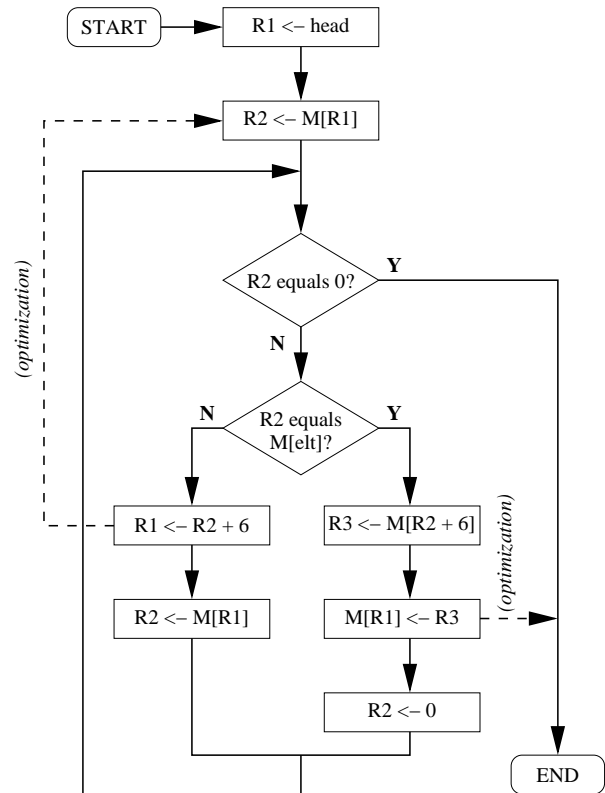 START
R1 <– head
R2 <– M[R1]
R2 equals 0?
Y
N
(optimization)
R2 equals
M[elt]?
N
Y
R1 <– R2 + 6
R3 <– M[R2 + 6]
(optimization)
R2 <– M[R1]
M[R1] <– R3
R2 <– 0
END